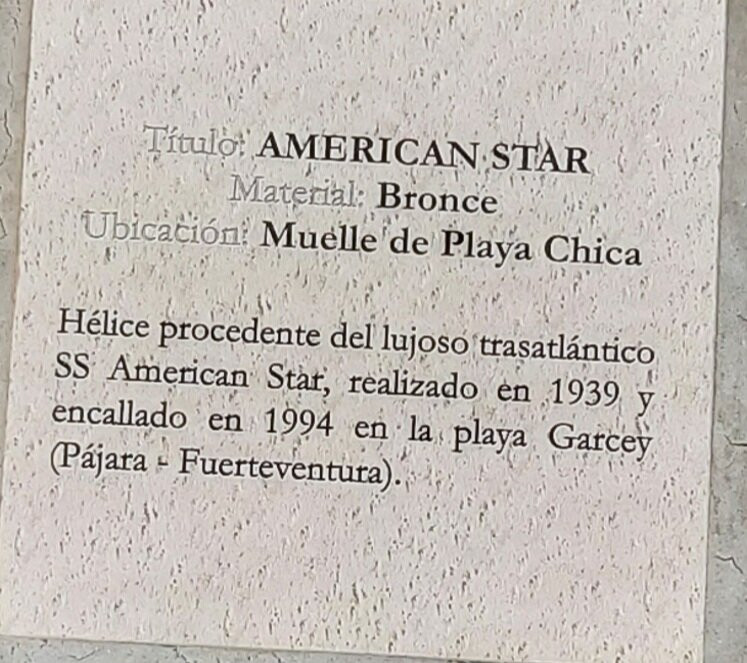 Título: AMERICAN STAR
Material: Bronce
Ubicación: Muelle de Playa Chica
Hélice procedente del lujoso trasatlántico
SS American Star, realizado en 1939 y
encallado en 1994 en la playa Garcey
(Pájara - Fuerteventura).